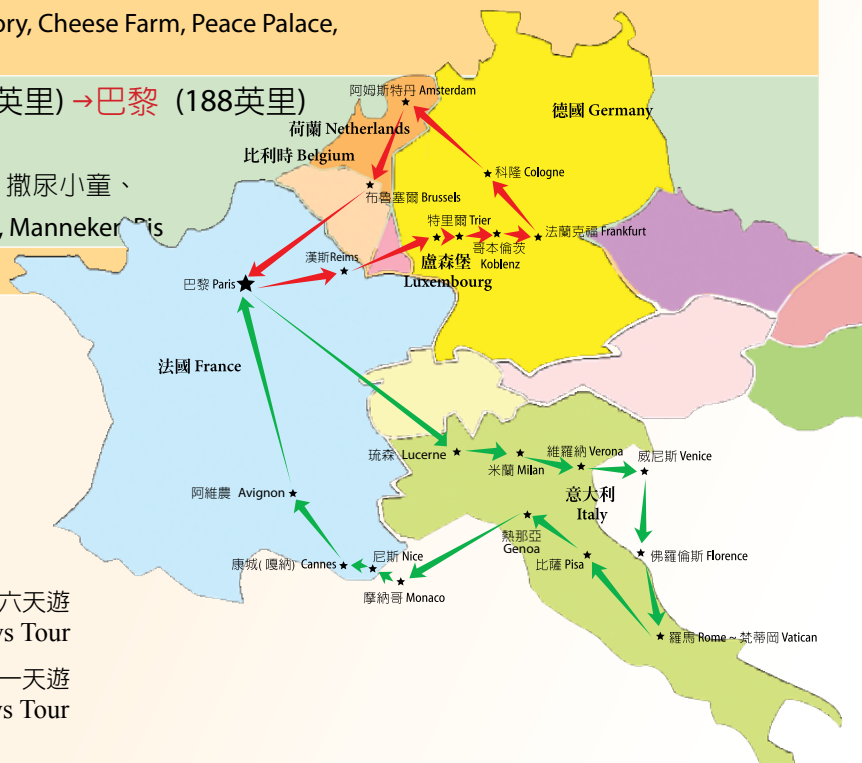 ory, Cheese Farm, Peace Palace,
英里) →巴黎 (188英里)
撒尿小童、
, Manneken Pis
阿姆斯特丹 Amsterdam
德國 Germany
荷蘭 Netherlands
比利時 Belgium
科隆 Cologne
布魯塞爾 Brussels
特里爾 Trier
法蘭克福 Frankfurt
哥本倫茨
Koblenz
漢斯Reims
盧森堡
Luxembourg
巴黎 Paris
法國 France
琉森 Lucerne
米蘭 Milan
維羅納 Verona
威尼斯 Venice
意大利
Italy
阿維農 Avignon
熱那亞
Genoa
佛羅倫斯 Florence
比薩 Pisa
康城(嘎納) Cannes
尼斯 Nice
摩納哥 Monaco
羅馬 Rome ~ 梵蒂岡 Vatican
六天遊
ys Tour
一天遊
ys Tour